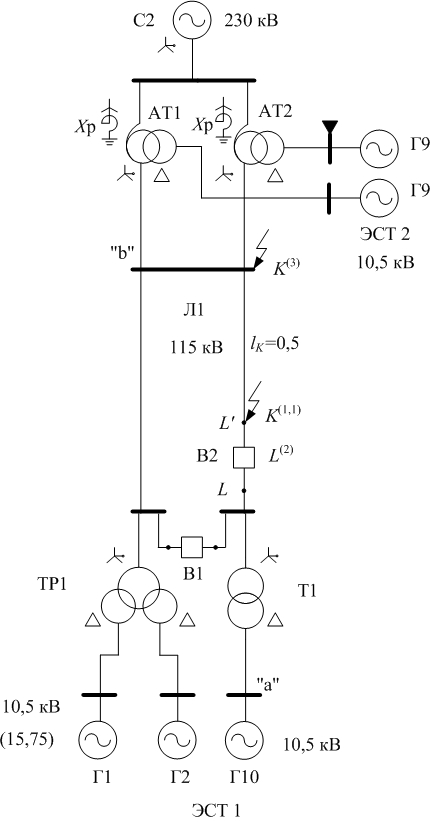 С2 230 кВ
АТ1 АТ2
Xр Xр
Г9
Г9
ЭСТ 2
10,5 кВ
"b"
K(3)
Л1
115 кВ
lK=0,5
K(1,1)
L'
В2 L(2)
L
В1
ТР1 Т1
"а"
10,5 кВ
(15,75)
10,5 кВ
Г1 Г2 Г10
ЭСТ 1